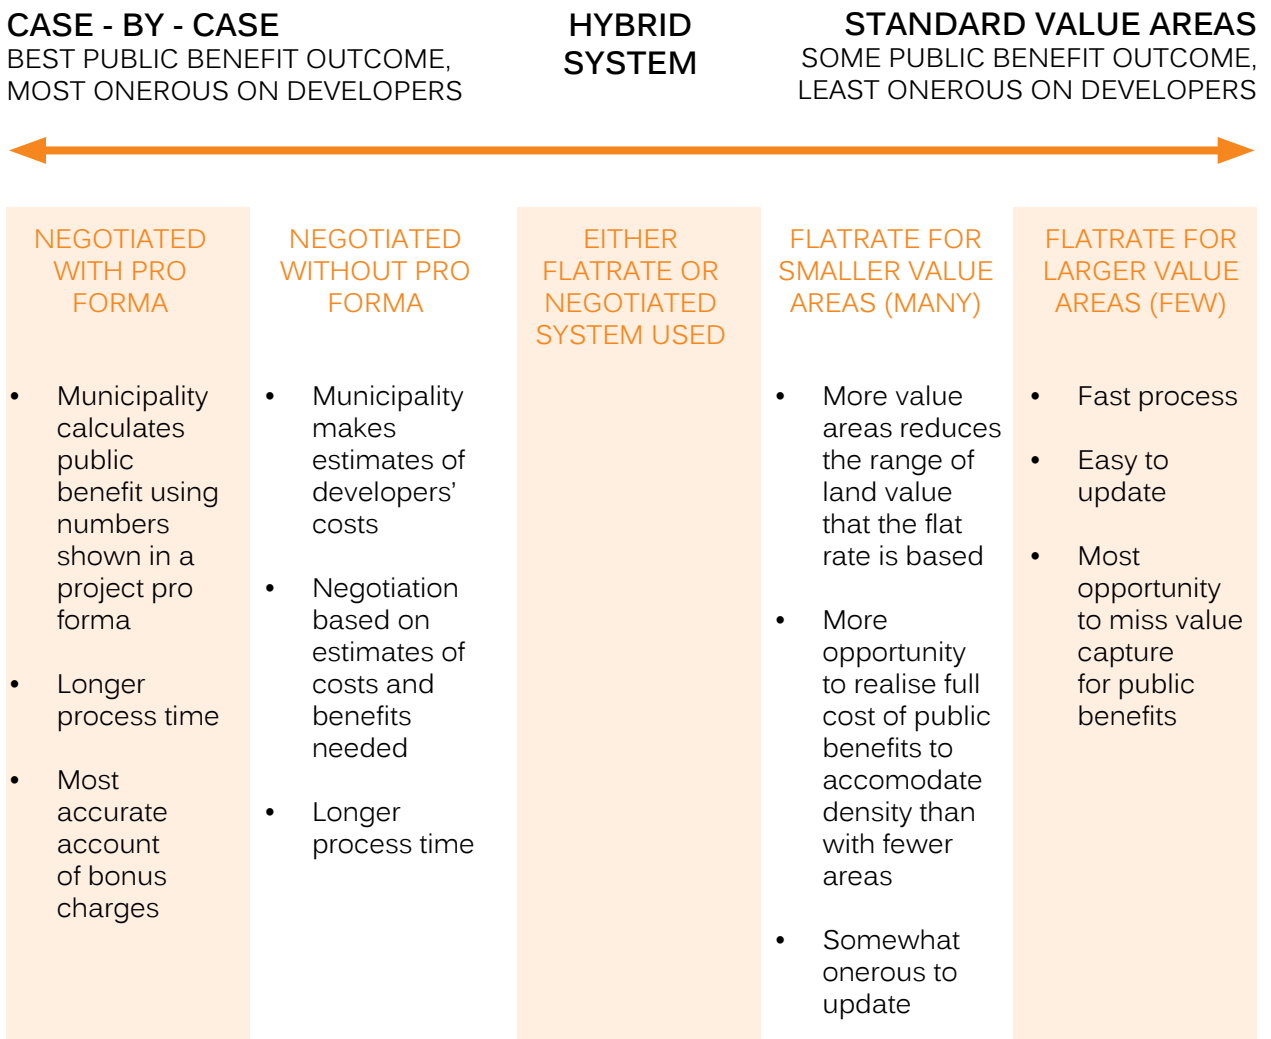 CASE - BY - CASE
BEST PUBLIC BENEFIT OUTCOME,
MOST ONEROUS ON DEVELOPERS
HYBRID
SYSTEM
STANDARD VALUE AREAS
SOME PUBLIC BENEFIT OUTCOME,
LEAST ONEROUS ON DEVELOPERS
NEGOTIATED
WITH PRO
FORMA
• Municipality
calculates
public
benefit using
numbers
shown in a
project pro
forma
• Longer
process time
• Most
accurate
account
of bonus
charges
NEGOTIATED
WITHOUT PRO
FORMA
• Municipality
makes
estimates of
developers’
costs
• Negotiation
based on
estimates of
costs and
benefits
needed
• Longer
process time
EITHER
FLATRATE OR
NEGOTIATED
SYSTEM USED
FLATRATE FOR
SMALLER VALUE
AREAS (MANY)
• More value
areas reduces
the range of
land value
that the flat
rate is based
• More
opportunity
to realise full
cost of public
benefits to
accomodate
density than
with fewer
areas
• Somewhat
onerous to
update
FLATRATE FOR
LARGER VALUE
AREAS (FEW)
• Fast process
• Easy to
update
• Most
opportunity
to miss value
capture
for public
benefits